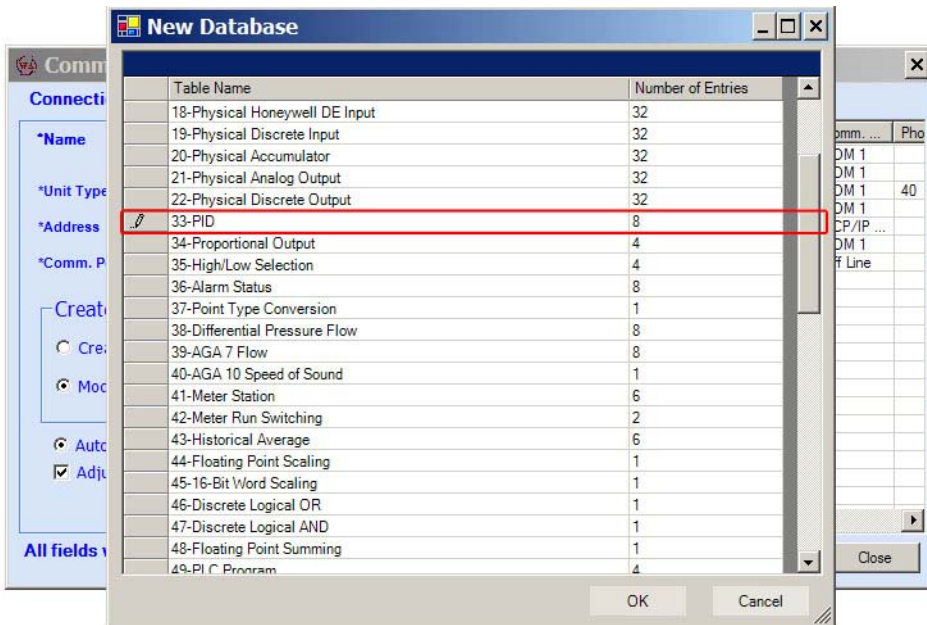 New Database
Table Name Number of Entries
18-Physical Honeywell DE Input 32
19-Physical Discrete Input 32
20-Physical Accumulator 32
21-Physical Analog Output 32
22-Physical Discrete Output 32
33-PID 8
34-Proportional Output 4
35-High/Low Selection 4
36-Alarm Status 8
37-Point Type Conversion 1
38-Differential Pressure Flow 8
39-AGA 7 Flow 8
40-AGA 10 Speed of Sound 1
41-Meter Station 6
42-Meter Run Switching 2
43-Historical Average 6
44-Floating Point Scaling 1
45-16-Bit Word Scaling 1
46-Discrete Logical OR 1
47-Discrete Logical AND 1
48-Floating Point Summing 1
49-PLC Program 4
OK Cancel
Comm
Connecti
*Name
*Unit Type
*Address
*Comm. P
Creat
Crea
Mod
Auto
Adju
All fields
omm. ... Pho
OM 1
OM 1
OM 1 40
OM 1
CP/IP ...
OM 1
ff Line
Close